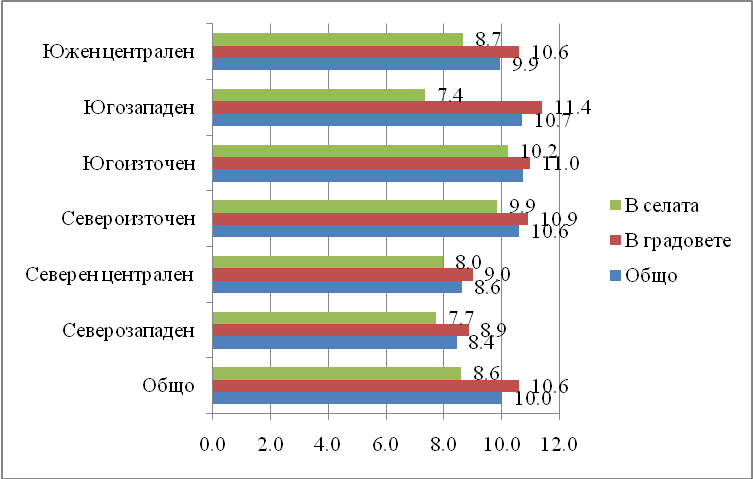 Южен централен
8.7
10.6
9.9
Югозападен
7.4
11.4
10.7
Югоизточен
10.2
11.0
Североизточен
9.9
10.9
10.6
Северен централен
8.0
9.0
8.6
Северозападен
7.7
8.9
8.4
Общо
8.6
10.6
10.0
0.0 2.0 4.0 6.0 8.0 10.0 12.0
В селата
В градовете
Общо